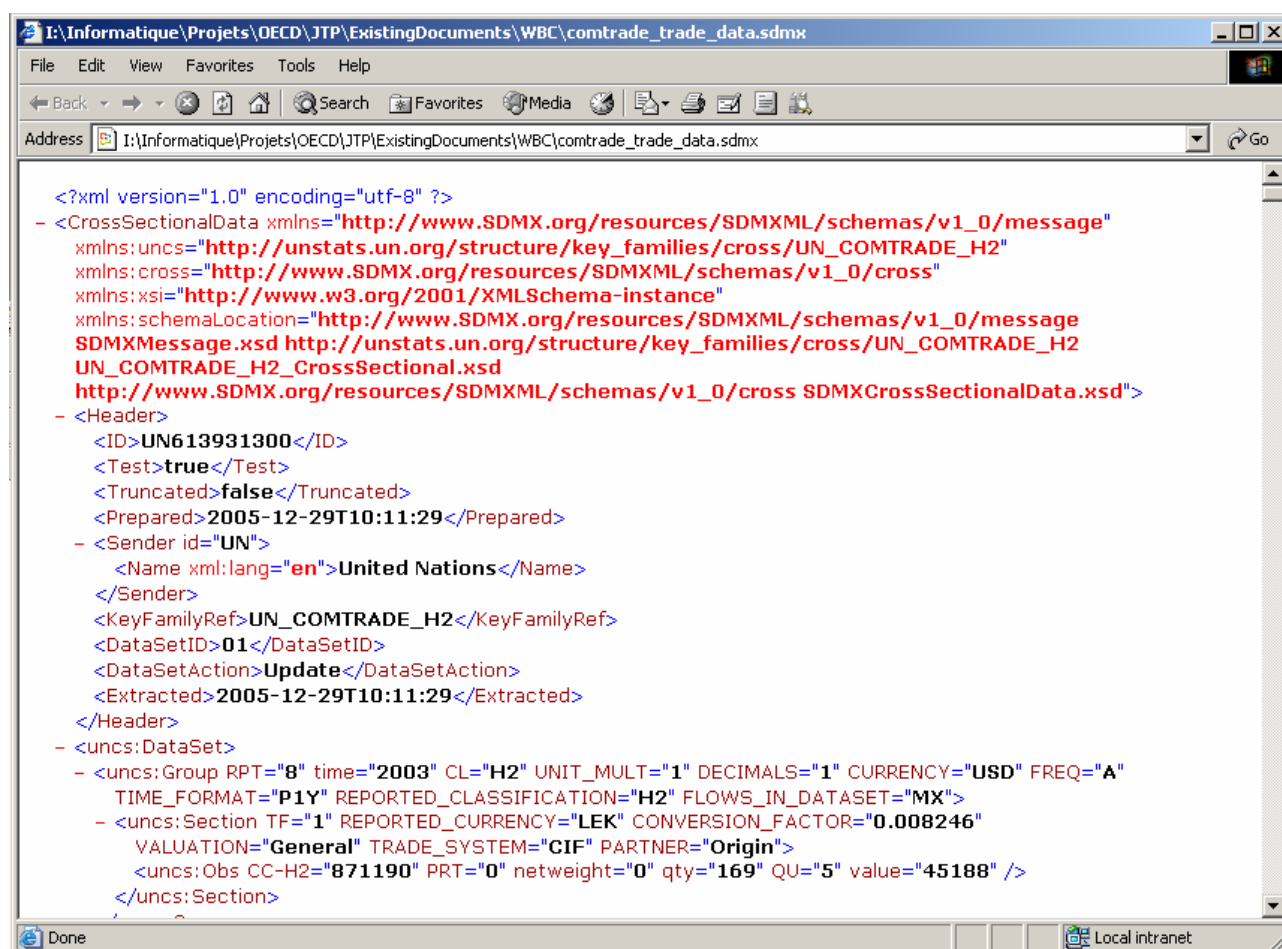 I:\Informatique\Projets\OECD\JTP\ExistingDocuments\WBC\comtrade_trade_data.sdmx
File Edit View Favorites Tools Help
Back Search Favorites Media
Address I:\Informatique\Projets\OECD\JTP\ExistingDocuments\WBC\comtrade_trade_data.sdmx Go
<?xml version="1.0" encoding="utf-8" ?>
- <CrossSectionalData xmlns="http://www.SDMX.org/resources/SDMXML/schemas/v1_0/message"
xmlns:uncs="http://unstats.un.org/structure/key_families/cross/UN_COMTRADE_H2"
xmlns:cross="http://www.SDMX.org/resources/SDMXML/schemas/v1_0/cross"
xmlns:xsi="http://www.w3.org/2001/XMLSchema-instance"
xmlns:schemaLocation="http://www.SDMX.org/resources/SDMXML/schemas/v1_0/message
SDMXMessage.xsd http://unstats.un.org/structure/key_families/cross/UN_COMTRADE_H2
UN_COMTRADE_H2_CrossSectional.xsd
http://www.SDMX.org/resources/SDMXML/schemas/v1_0/cross SDMXCrossSectionalData.xsd">
- <Header>
<ID>UN613931300</ID>
<Test>true</Test>
<Truncated>false</Truncated>
<Prepared>2005-12-29T10:11:29</Prepared>
- <Sender id="UN">
<Name xml:lang="en">United Nations</Name>
</Sender>
<KeyFamilyRef>UN_COMTRADE_H2</KeyFamilyRef>
<DataSetID>01</DataSetID>
<DataSetAction>Update</DataSetAction>
<Extracted>2005-12-29T10:11:29</Extracted>
</Header>
- <uncs:DataSet>
- <uncs:Group RPT="8" time="2003" CL="H2" UNIT_MULT="1" DECIMALS="1" CURRENCY="USD" FREQ="A"
TIME_FORMAT="P1Y" REPORTED_CLASSIFICATION="H2" FLOWS_IN_DATASET="MX">
- <uncs:Section TF="1" REPORTED_CURRENCY="LEK" CONVERSION_FACTOR="0.008246"
VALUATION="General" TRADE_SYSTEM="CIF" PARTNER="Origin">
<uncs:Obs CC-H2="871190" PRT="0" netweight="0" qty="169" QU="5" value="45188" />
</uncs:Section>
Done Local intranet